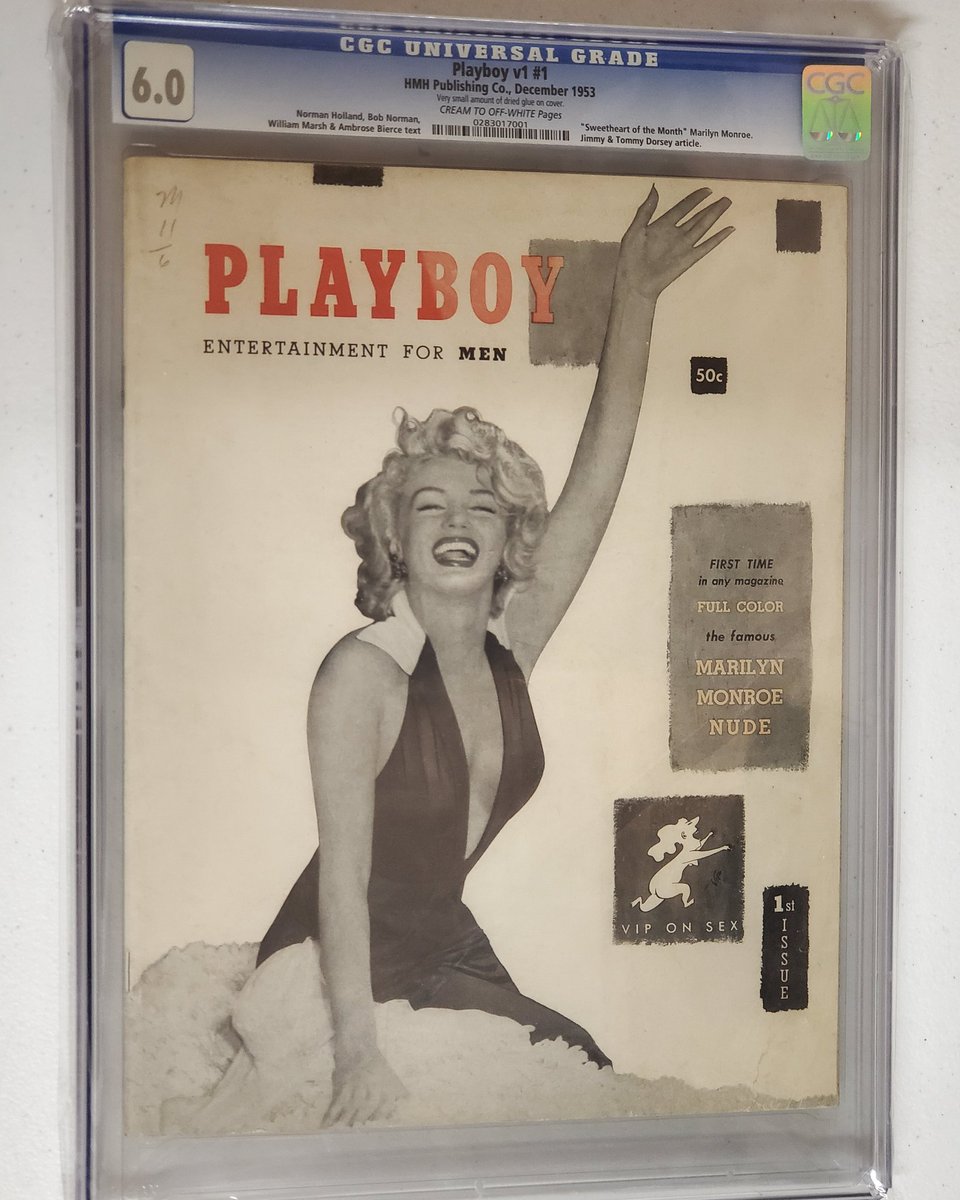 CGC UNIVERSAL GRADE
6.0
Playboy v1 #1
HMH Publishing Co., December 1953
Very small amount of dried glue on cover.
CREAM TO OFF-WHITE Pages
Norman Holland, Bob Norman,
William Marsh & Ambrose Bierce text
0283017001
"Sweetheart of the Month" Marilyn Monroe.
Jimmy & Tommy Dorsey article.
CGC
M
11
6
PLAYBOY
ENTERTAINMENT FOR MEN
50c
FIRST TIME
in any magazine
FULL COLOR
the famous
MARILYN
MONROE
NUDE
VIP ON SEX
1st
ISSUE